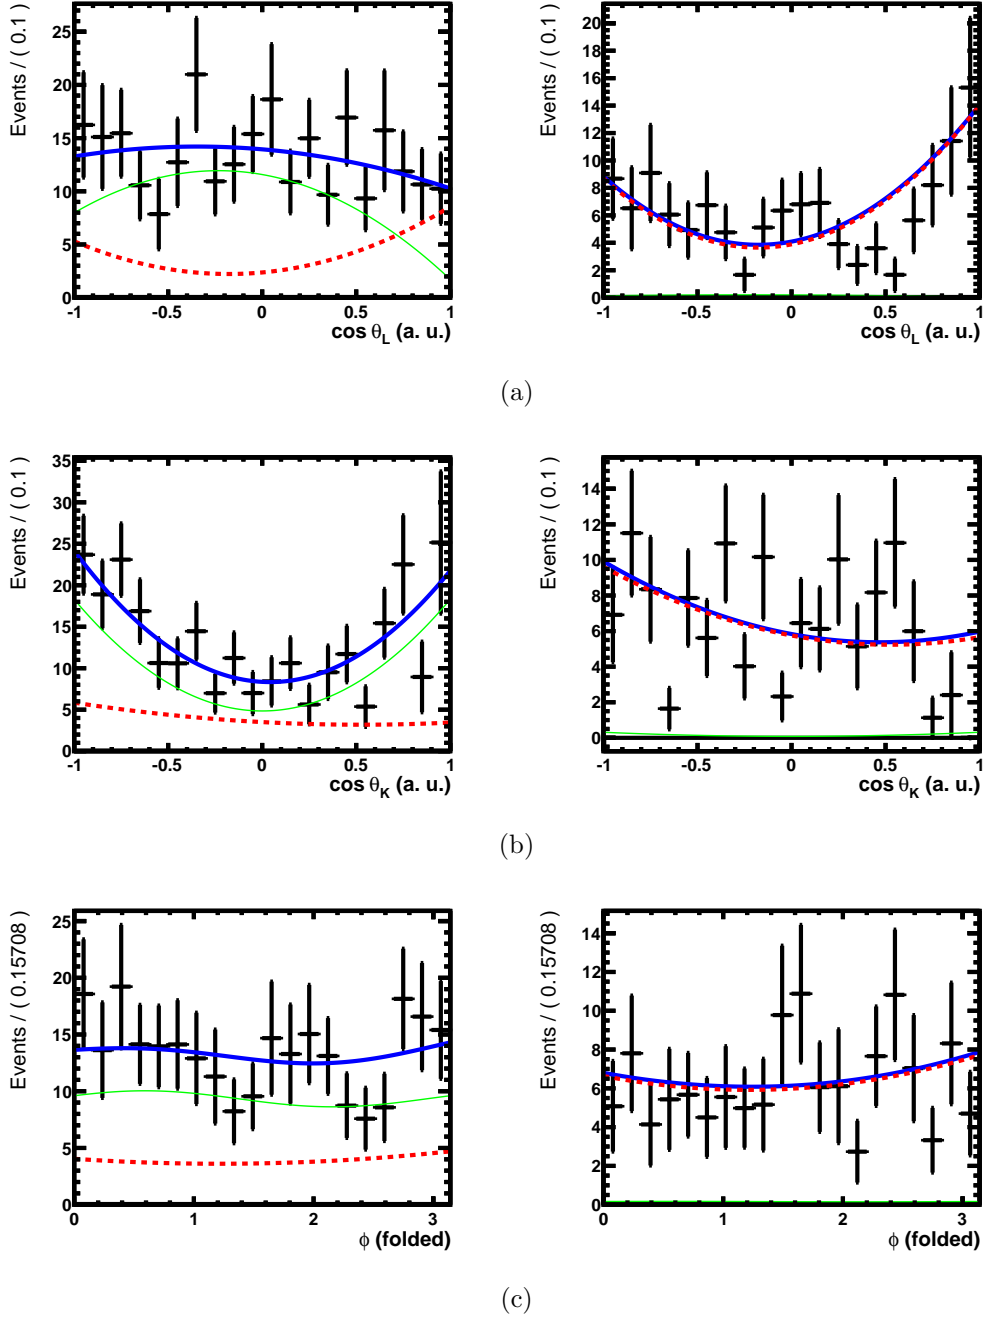 Events / ( 0.1 )
25
20
15
10
5
0
-1 -0.5 0 0.5 1
cos θL (a. u.)
Events / ( 0.1 )
20
18
16
14
12
10
8
6
4
2
0
-1 -0.5 0 0.5 1
cos θL (a. u.)
(a)
Events / ( 0.1 )
35
30
25
20
15
10
5
0
-1 -0.5 0 0.5 1
cos θK (a. u.)
Events / ( 0.1 )
14
12
10
8
6
4
2
0
-1 -0.5 0 0.5 1
cos θK (a. u.)
(b)
Events / ( 0.15708 )
25
20
15
10
5
0
0 1 2 3
ϕ (folded)
Events / ( 0.15708 )
14
12
10
8
6
4
2
0
0 1 2 3
ϕ (folded)
(c)